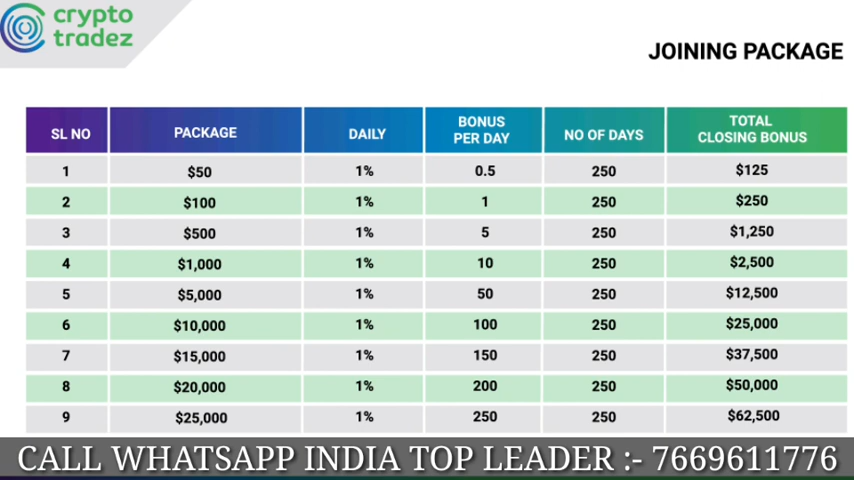 crypto
tradez
JOINING PACKAGE
SL NO PACKAGE DAILY BONUS PER DAY NO OF DAYS TOTAL CLOSING BONUS
1 $50 1% 0.5 250 $125
2 $100 1% 1 250 $250
3 $500 1% 5 250 $1,250
4 $1,000 1% 10 250 $2,500
5 $5,000 1% 50 250 $12,500
6 $10,000 1% 100 250 $25,000
7 $15,000 1% 150 250 $37,500
8 $20,000 1% 200 250 $50,000
9 $25,000 1% 250 250 $62,500
CALL WHATSAPP INDIA TOP LEADER :- 7669611776